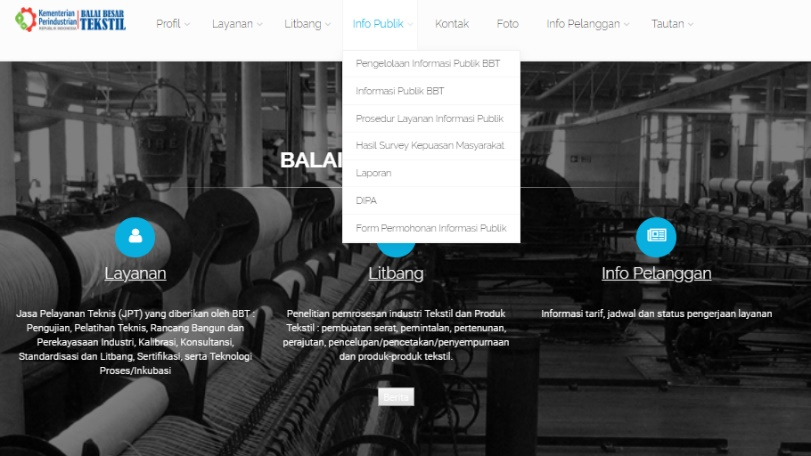 Kementerian
Perindustrian
REPUBLIK INDONESIA
BALAI BESAR
TEKSTIL
Profil
Layanan
Litbang
Info Publik
Kontak
Foto
Info Pelanggan
Tautan
Pengelolaan Informasi Publik BBT
Informasi Publik BBT
Prosedur Layanan Informasi Publik
Hasil Survey Kepuasan Masyarakat
Laporan
DIPA
Form Permohonan Informasi Publik
BALAI
Layanan
Jasa Pelayanan Teknis (JPT) yang diberikan oleh BBT :
Pengujian, Pelatihan Teknis, Rancang Bangun dan
Perekayasaan Industri, Kalibrasi, Konsultansi,
Standardisasi dan Litbang, Sertifikasi, serta Teknologi
Proses/Inkubasi
Litbang
Penelitian pemrosesan industri Tekstil dan Produk
Tekstil : pembuatan serat, pemintalan, pertenunan,
perajutan, pencelupan/pencetakan/penyempurnaan
dan produk-produk tekstil.
Info Pelanggan
Informasi tarif, jadwal dan status pengerjaan layanan
Berita